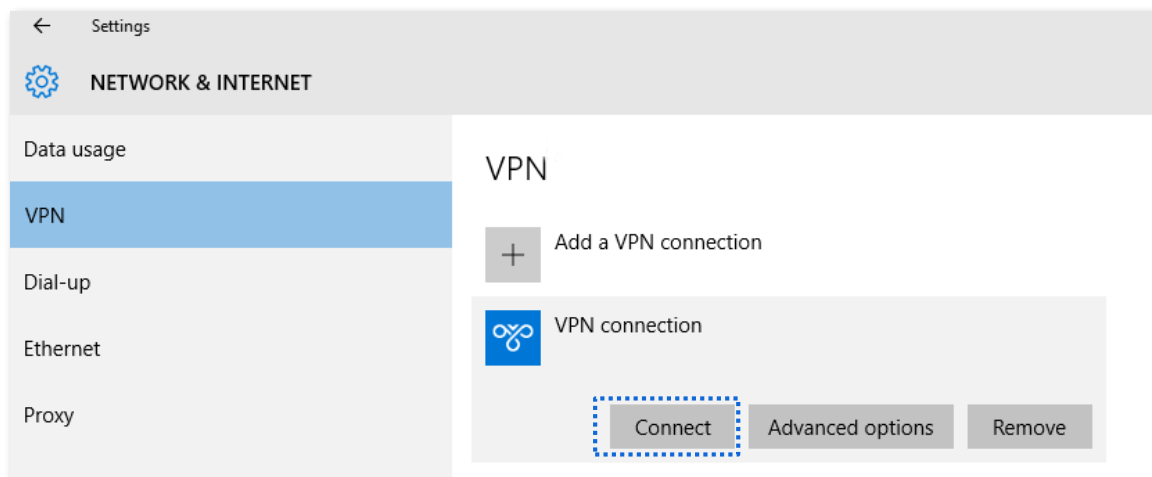 Settings
NETWORK & INTERNET
Data usage
VPN
Dial-up
Ethernet
Proxy
VPN
Add a VPN connection
VPN connection
Connect
Advanced options
Remove